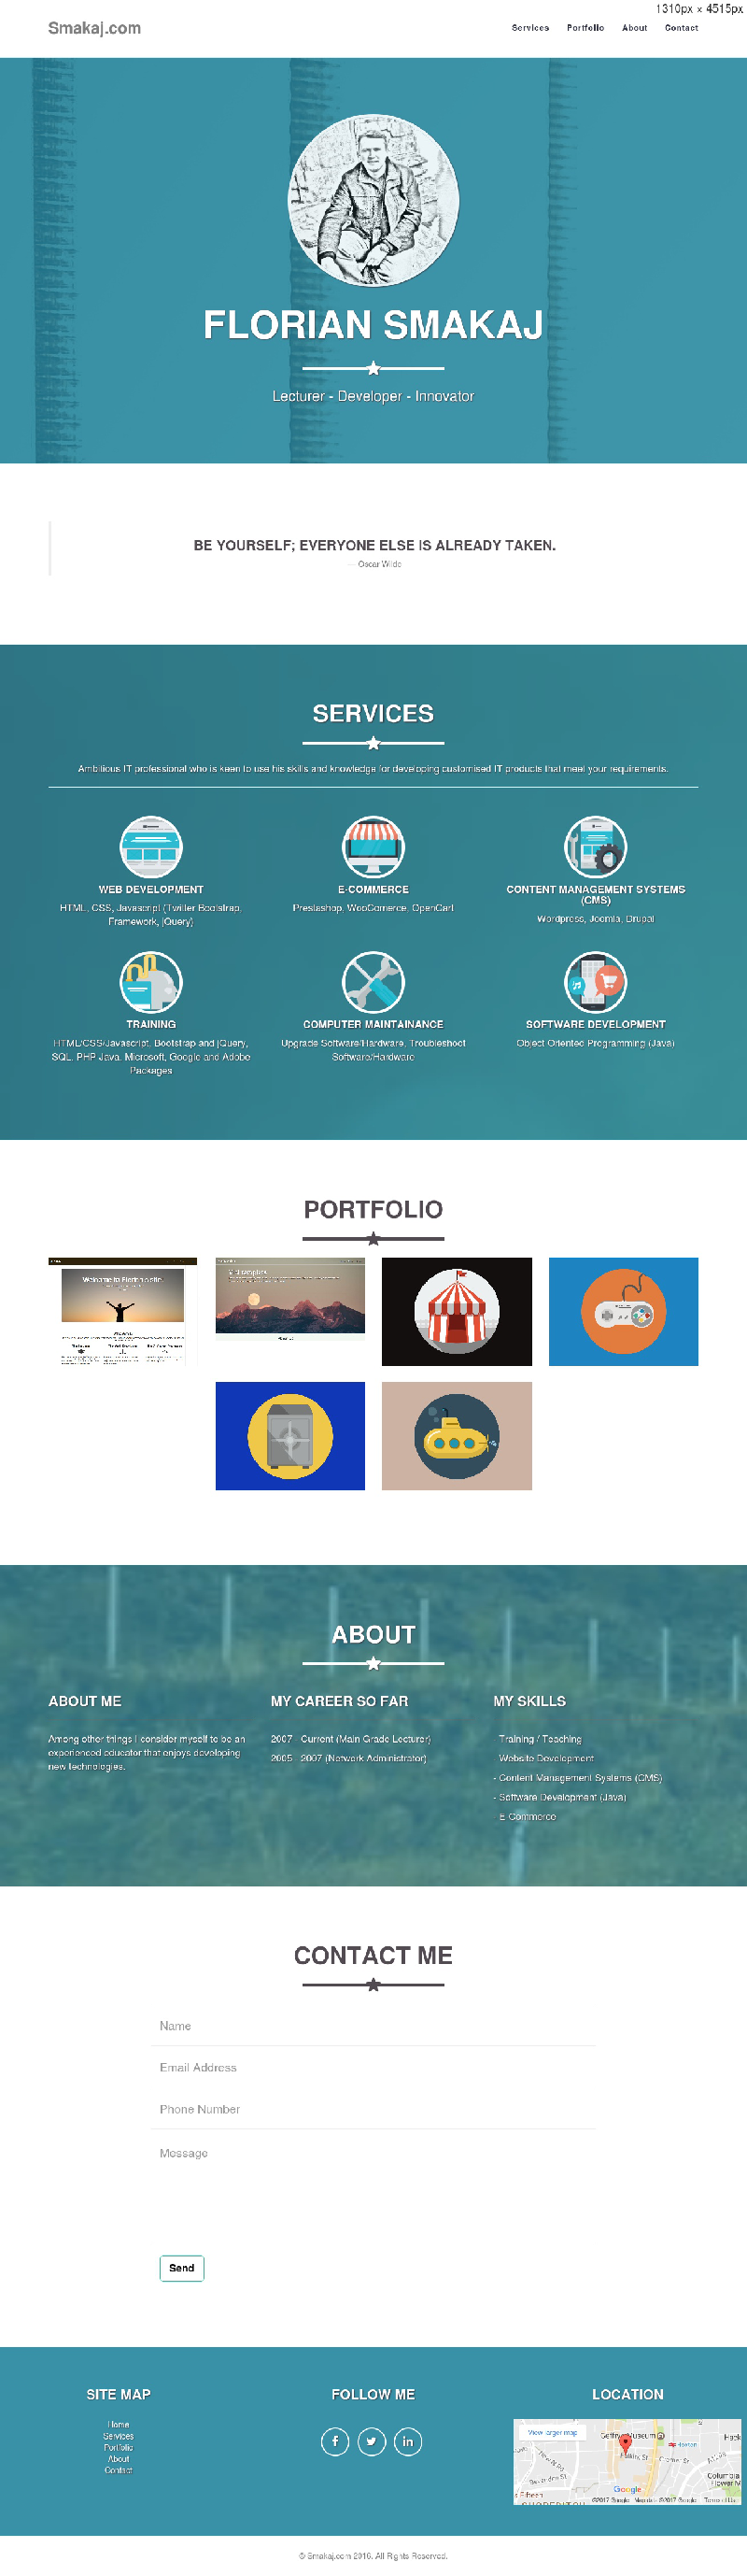 1310px × 4515px
Smakaj.com
Services Portfolio About Contact
FLORIAN SMAKAJ
Lecturer - Developer - Innovator
BE YOURSELF; EVERYONE ELSE IS ALREADY TAKEN.
— Oscar Wilde
SERVICES
Ambitious IT professional who is keen to use his skills and knowledge for developing customised IT products that meet your requirements.
WEB DEVELOPMENT
HTML, CSS, Javascript (Twitter Bootstrap,
Framework, jQuery)
E-COMMERCE
Prestashop, WooComerce, OpenCart
CONTENT MANAGEMENT SYSTEMS
(CMS)
Wordpress, Joomla, Drupal
TRAINING
HTML/CSS/Javascript, Bootstrap and jQuery,
SQL, PHP Java, Microsoft, Google and Adobe
Packages
COMPUTER MAINTAINANCE
Upgrade Software/Hardware, Troubleshoot
Software/Hardware
SOFTWARE DEVELOPMENT
Object Oriented Programming (Java)
PORTFOLIO
Welcome to Florian's site
ABOUT
ABOUT ME
Among other things I consider myself to be an
experienced educator that enjoys developing
new technologies.
MY CAREER SO FAR
2007 - Current (Main Grade Lecturer)
2005 - 2007 (Network Administrator)
MY SKILLS
- Training / Teaching
- Website Development
- Content Management Systems (CMS)
- Software Development (Java)
- E-Commerce
CONTACT ME
Name
Email Address
Phone Number
Message
Send
SITE MAP
Home
Services
Portfolio
About
Contact
FOLLOW ME
LOCATION
View larger map
Geffrye Museum
Hoxton
Hack
Columbia
Flower M
Google
©2017 Google
© Smakaj.com 2016. All Rights Reserved.